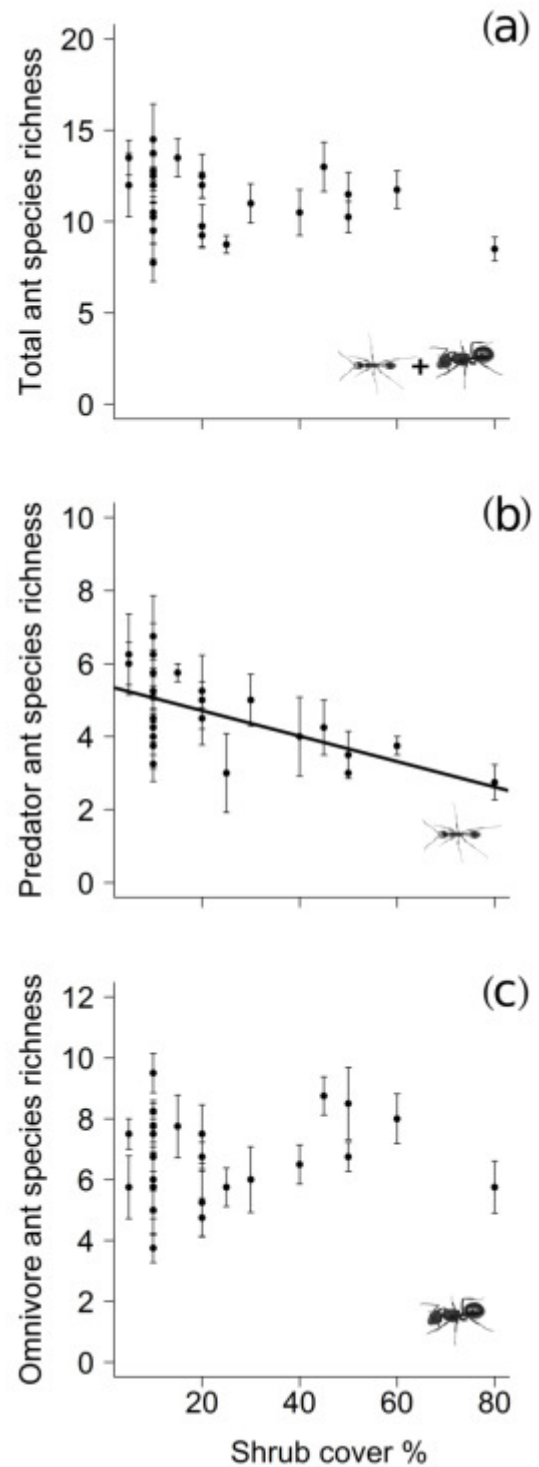 (a)
Total ant species richness
20
15
10
5
0
+
(b)
Predator ant species richness
10
8
6
4
2
0
(c)
Omnivore ant species richness
12
10
8
6
4
2
0
20 40 60 80
Shrub cover %